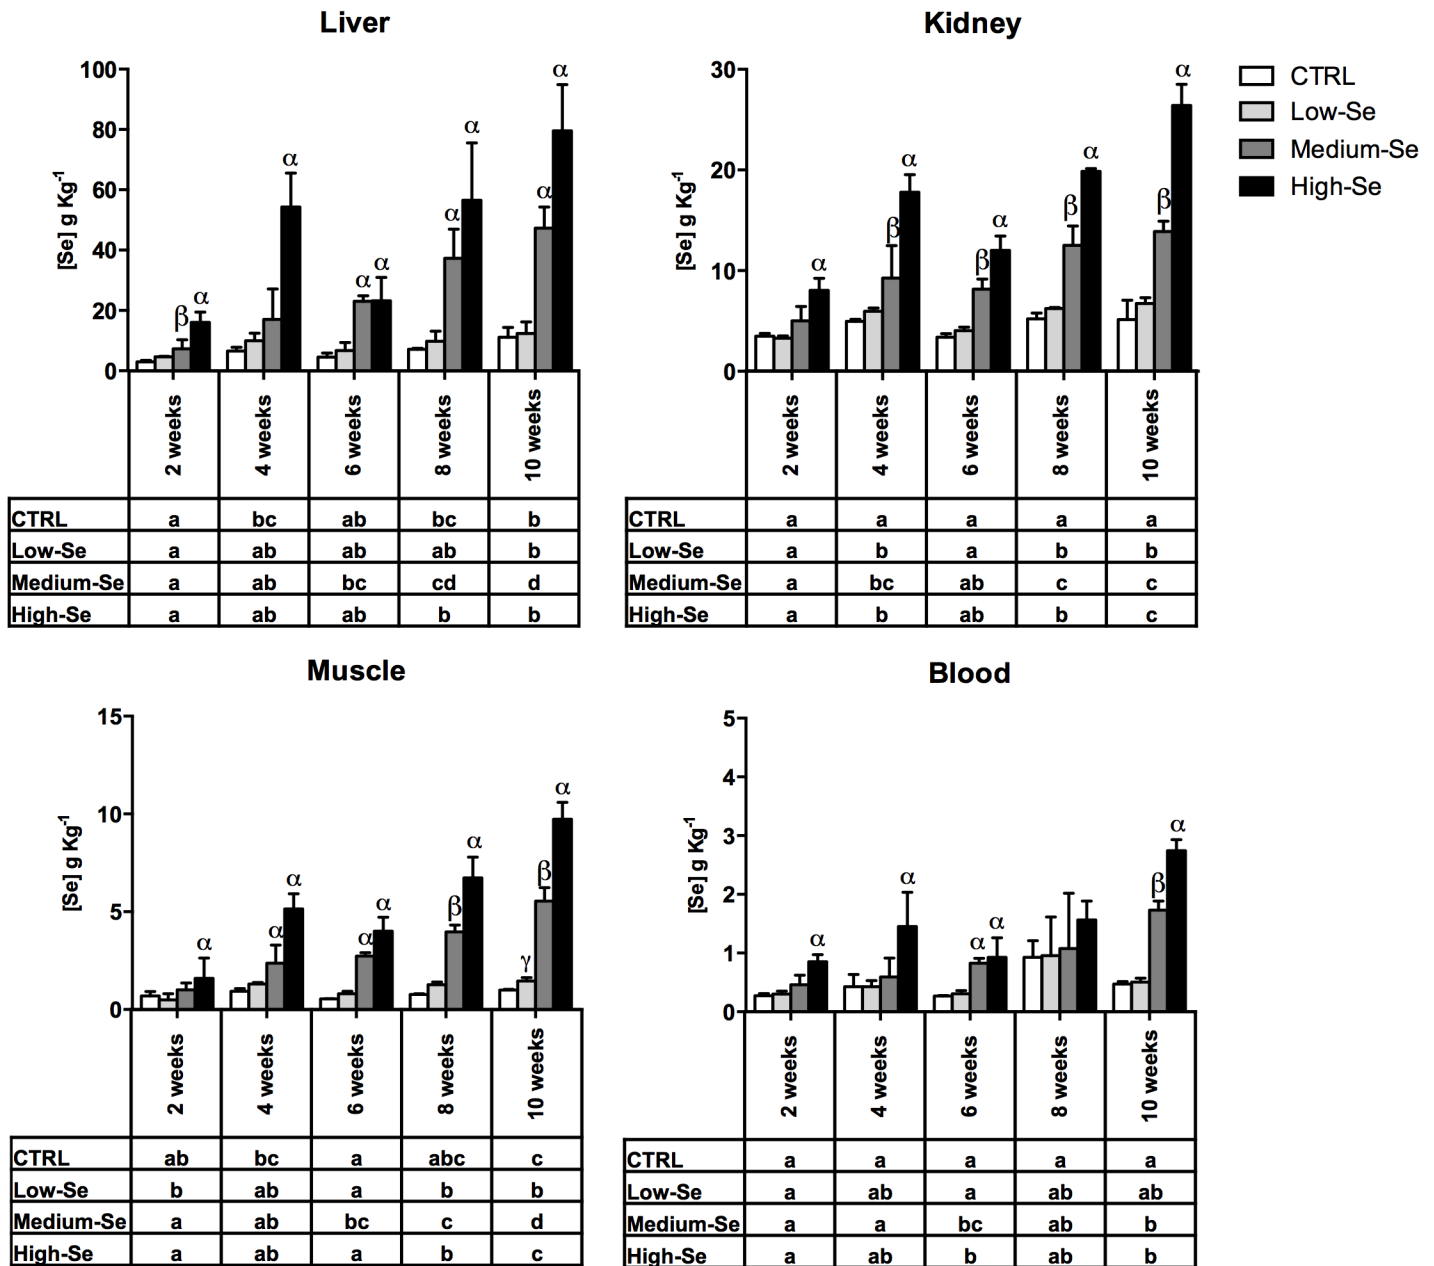 Liver
100
80
60
40
20
0
[Se] g Kg-1
β α
α
α α
α α
α α
2 weeks 4 weeks 6 weeks 8 weeks 10 weeks
CTRL a bc ab bc b
Low-Se a ab ab ab b
Medium-Se a ab bc cd d
High-Se a ab ab b b
Kidney
30
20
10
0
[Se] g Kg-1
α
β α
β α
β α
β α
2 weeks 4 weeks 6 weeks 8 weeks 10 weeks
CTRL a a a a a
Low-Se a b a b b
Medium-Se a bc ab c c
High-Se a b ab b c
CTRL
Low-Se
Medium-Se
High-Se
Muscle
15
10
5
0
[Se] g Kg-1
α
α α
α α
β α
γ β α
2 weeks 4 weeks 6 weeks 8 weeks 10 weeks
CTRL ab bc a abc c
Low-Se b ab a b b
Medium-Se a ab bc c d
High-Se a ab a b c
Blood
5
4
3
2
1
0
[Se] g Kg-1
α
α
α α
β α
2 weeks 4 weeks 6 weeks 8 weeks 10 weeks
CTRL a a a a a
Low-Se a ab a ab ab
Medium-Se a a bc ab b
High-Se a ab b ab b